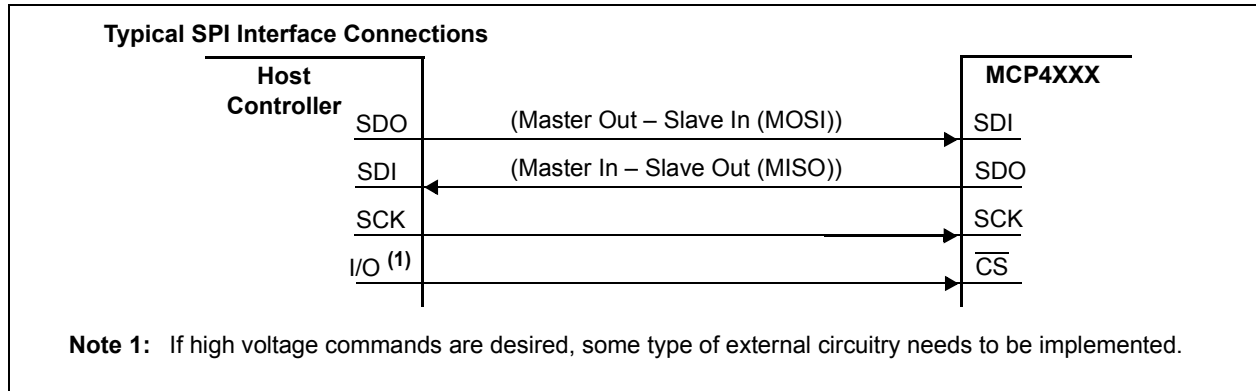 Typical SPI Interface Connections
Host
Controller
MCP4XXX
SDO (Master Out – Slave In (MOSI)) SDI
SDI (Master In – Slave Out (MISO)) SDO
SCK SCK
I/O (1) CS
Note 1: If high voltage commands are desired, some type of external circuitry needs to be implemented.